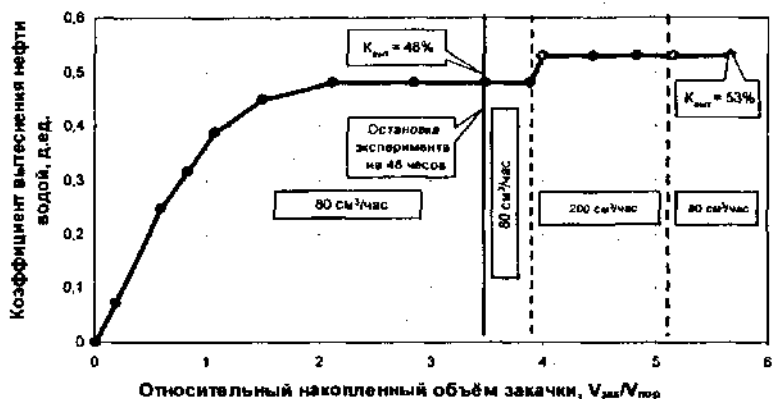 Коэффициент вытеснения нефти
водой, д.ед.
0,6
0,5
0,4
0,3
0,2
0,1
0
Kвыт = 48%
Остановка
эксперимента
на 48 часов
80 см³/час
80 см³/час
200 см³/час
80 см³/час
Kвыт = 53%
0 1 2 3 4 5 6
Относительный накопленный объём закачки, Vзак/Vпор